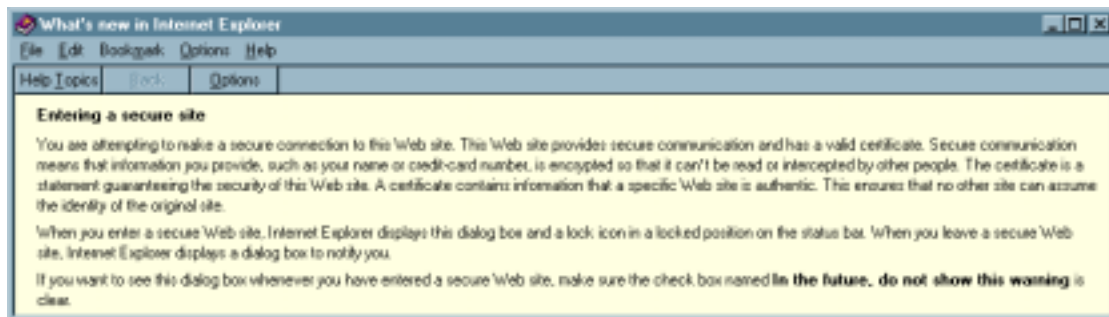 What's new in Internet Explorer
File Edit Bookmark Options Help
Help Topics Back Options
Entering a secure site
You are attempting to make a secure connection to this Web site. This Web site provides secure communication and has a valid certificate. Secure communication
means that information you provide, such as your name or credit-card number, is encrypted so that it can't be read or intercepted by other people. The certificate is a
statement guaranteeing the security of this Web site. A certificate contains information that a specific Web site is authentic. This ensures that no other site can assume
the identity of the original site.
When you enter a secure Web site, Internet Explorer displays this dialog box and a lock icon in a locked position on the status bar. When you leave a secure Web
site, Internet Explorer displays a dialog box to notify you.
If you want to see this dialog box whenever you have entered a secure Web site, make sure the check box named In the future, do not show this warning is
clear.